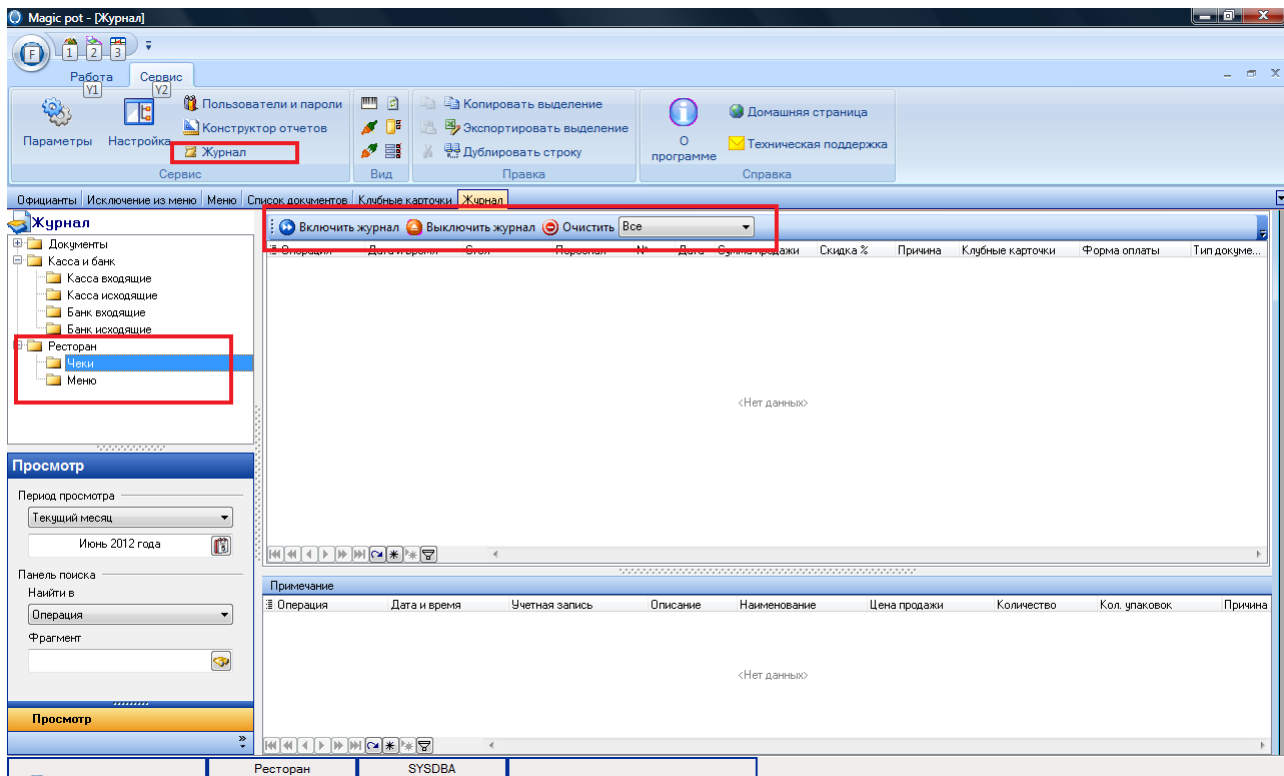 Magic pot - [Журнал]
F 1 2 3
Работа Сервис
Y1 Y2
Параметры Настройка Пользователи и пароли Конструктор отчетов Журнал
Копировать выделение
Экспортировать выделение
Дублировать строку
О программе
Домашняя страница
Техническая поддержка
Сервис Вид Правка Справка
Официанты Исключение из меню Меню Список документов Клубные карточки Журнал
Журнал
Документы
Касса и банк
Касса входящие
Касса исходящие
Банк входящие
Банк исходящие
Ресторан
Чеки
Меню
Включить журнал Выключить журнал Очистить Все
Операция Дата и время Стол Персонал № Дата Сумма продажи Скидка % Причина Клубные карточки Форма оплаты Тип докуме...
<Нет данных>
Просмотр
Период просмотра
Текущий месяц
Июнь 2012 года
Панель поиска
Наийти в
Операция
Фрагмент
Просмотр
Примечание
Операция Дата и время Учетная запись Описание Наименование Цена продажи Количество Кол. упаковок Причина
<Нет данных>
Ресторан SYSDBA